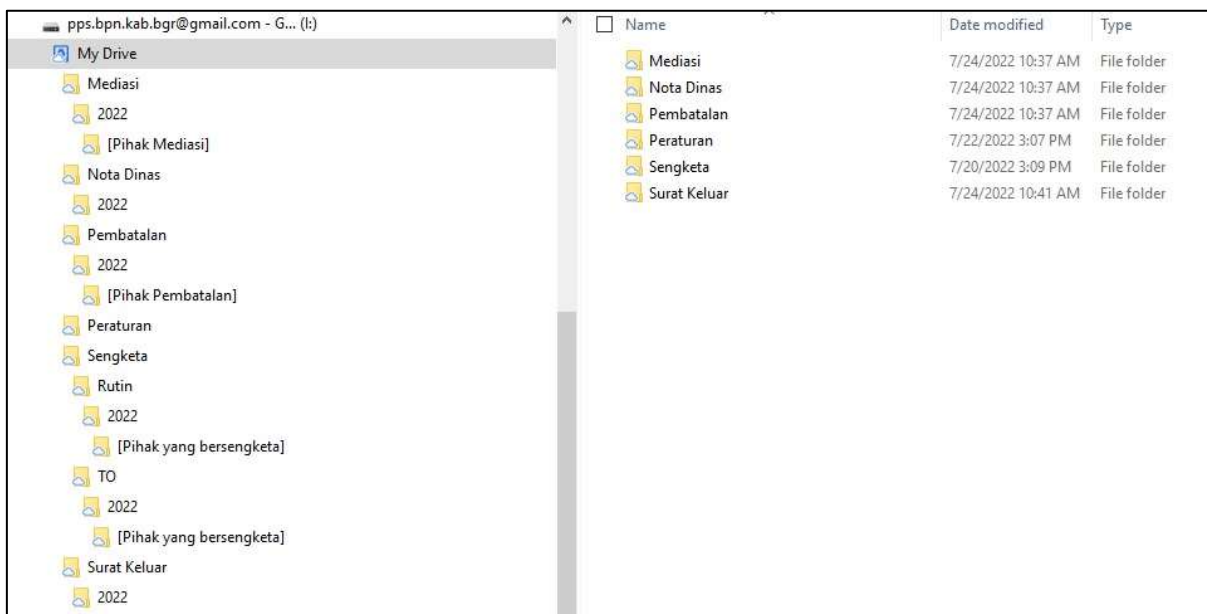 pps.bpn.kab.bgr@gmail.com - G... (I:)
My Drive
Mediasi
2022
[Pihak Mediasi]
Nota Dinas
2022
Pembatalan
2022
[Pihak Pembatalan]
Peraturan
Sengketa
Rutin
2022
[Pihak yang bersengketa]
TO
2022
[Pihak yang bersengketa]
Surat Keluar
2022
Name Date modified Type
Mediasi 7/24/2022 10:37 AM File folder
Nota Dinas 7/24/2022 10:37 AM File folder
Pembatalan 7/24/2022 10:37 AM File folder
Peraturan 7/22/2022 3:07 PM File folder
Sengketa 7/20/2022 3:09 PM File folder
Surat Keluar 7/24/2022 10:41 AM File folder